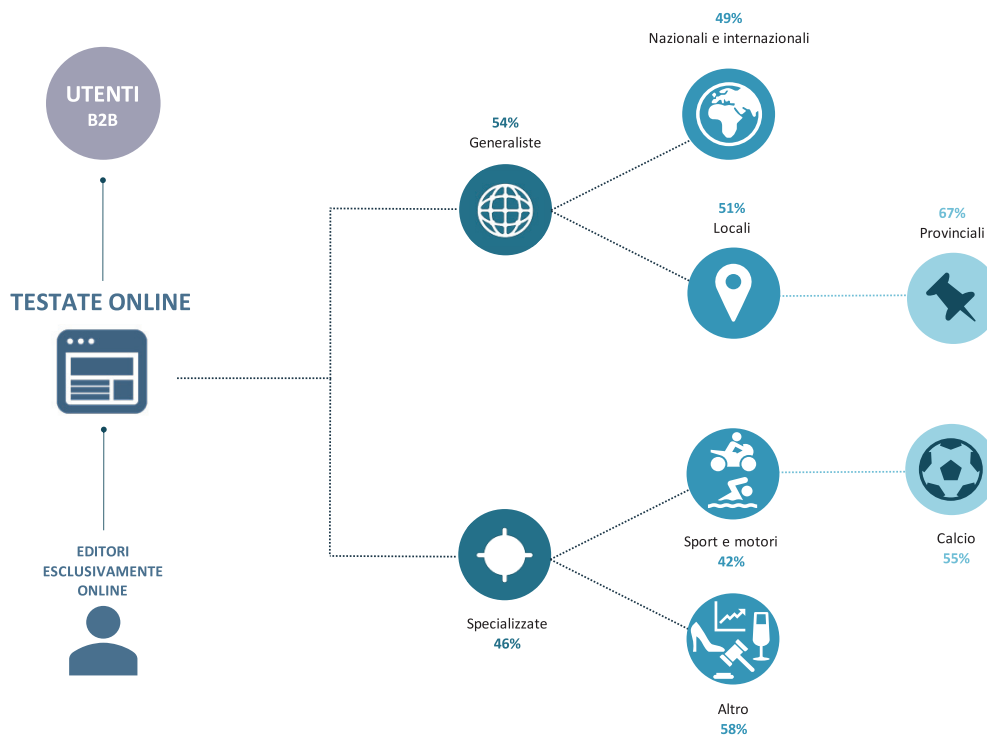 UTENTI
B2B
TESTATE ONLINE
EDITORI
ESCLUSIVAMENTE
ONLINE
54%
Generaliste
49%
Nazionali e internazionali
51%
Locali
67%
Provinciali
Specializzate
46%
Sport e motori
42%
Calcio
55%
Altro
58%